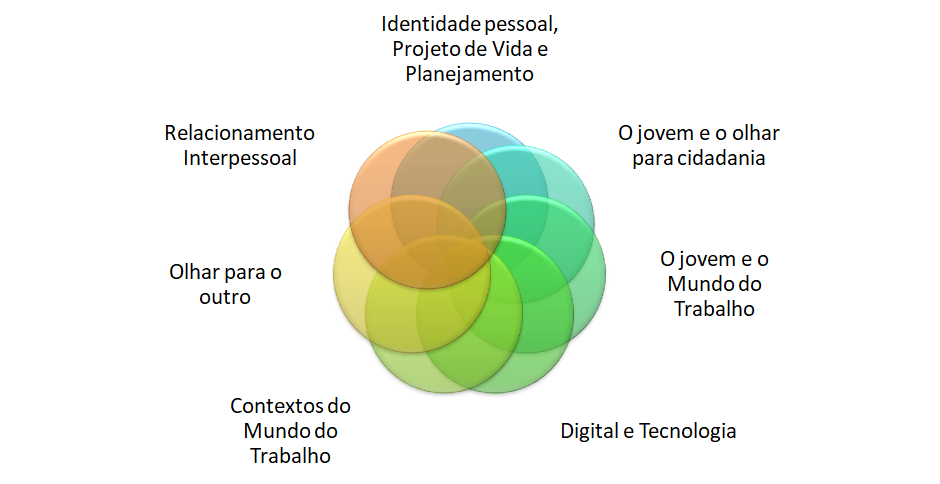 Identidade pessoal,
Projeto de Vida e
Planejamento
Relacionamento
Interpessoal
O jovem e o olhar
para cidadania
Olhar para o
outro
O jovem e o
Mundo do
Trabalho
Contextos do
Mundo do
Trabalho
Digital e Tecnologia